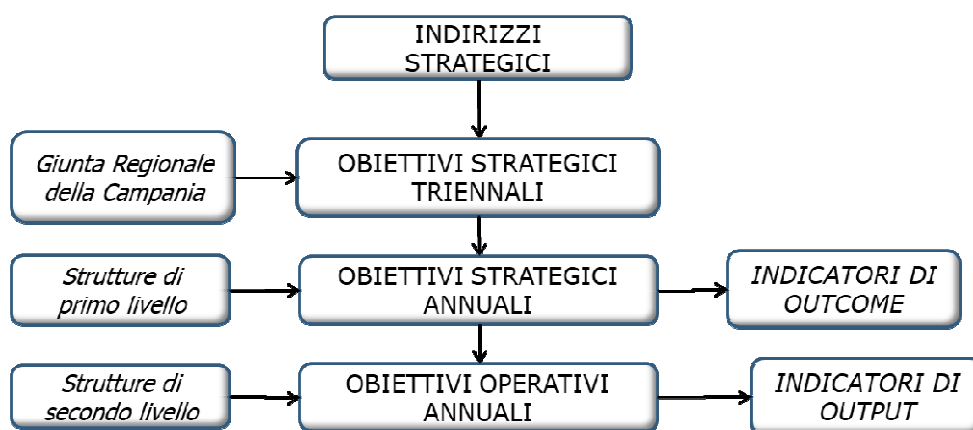 INDIRIZZI
STRATEGICI
Giunta Regionale
della Campania
OBIETTIVI STRATEGICI
TRIENNALI
Strutture di
primo livello
OBIETTIVI STRATEGICI
ANNUALI
INDICATORI DI
OUTCOME
Strutture di
secondo livello
OBIETTIVI OPERATIVI
ANNUALI
INDICATORI DI
OUTPUT